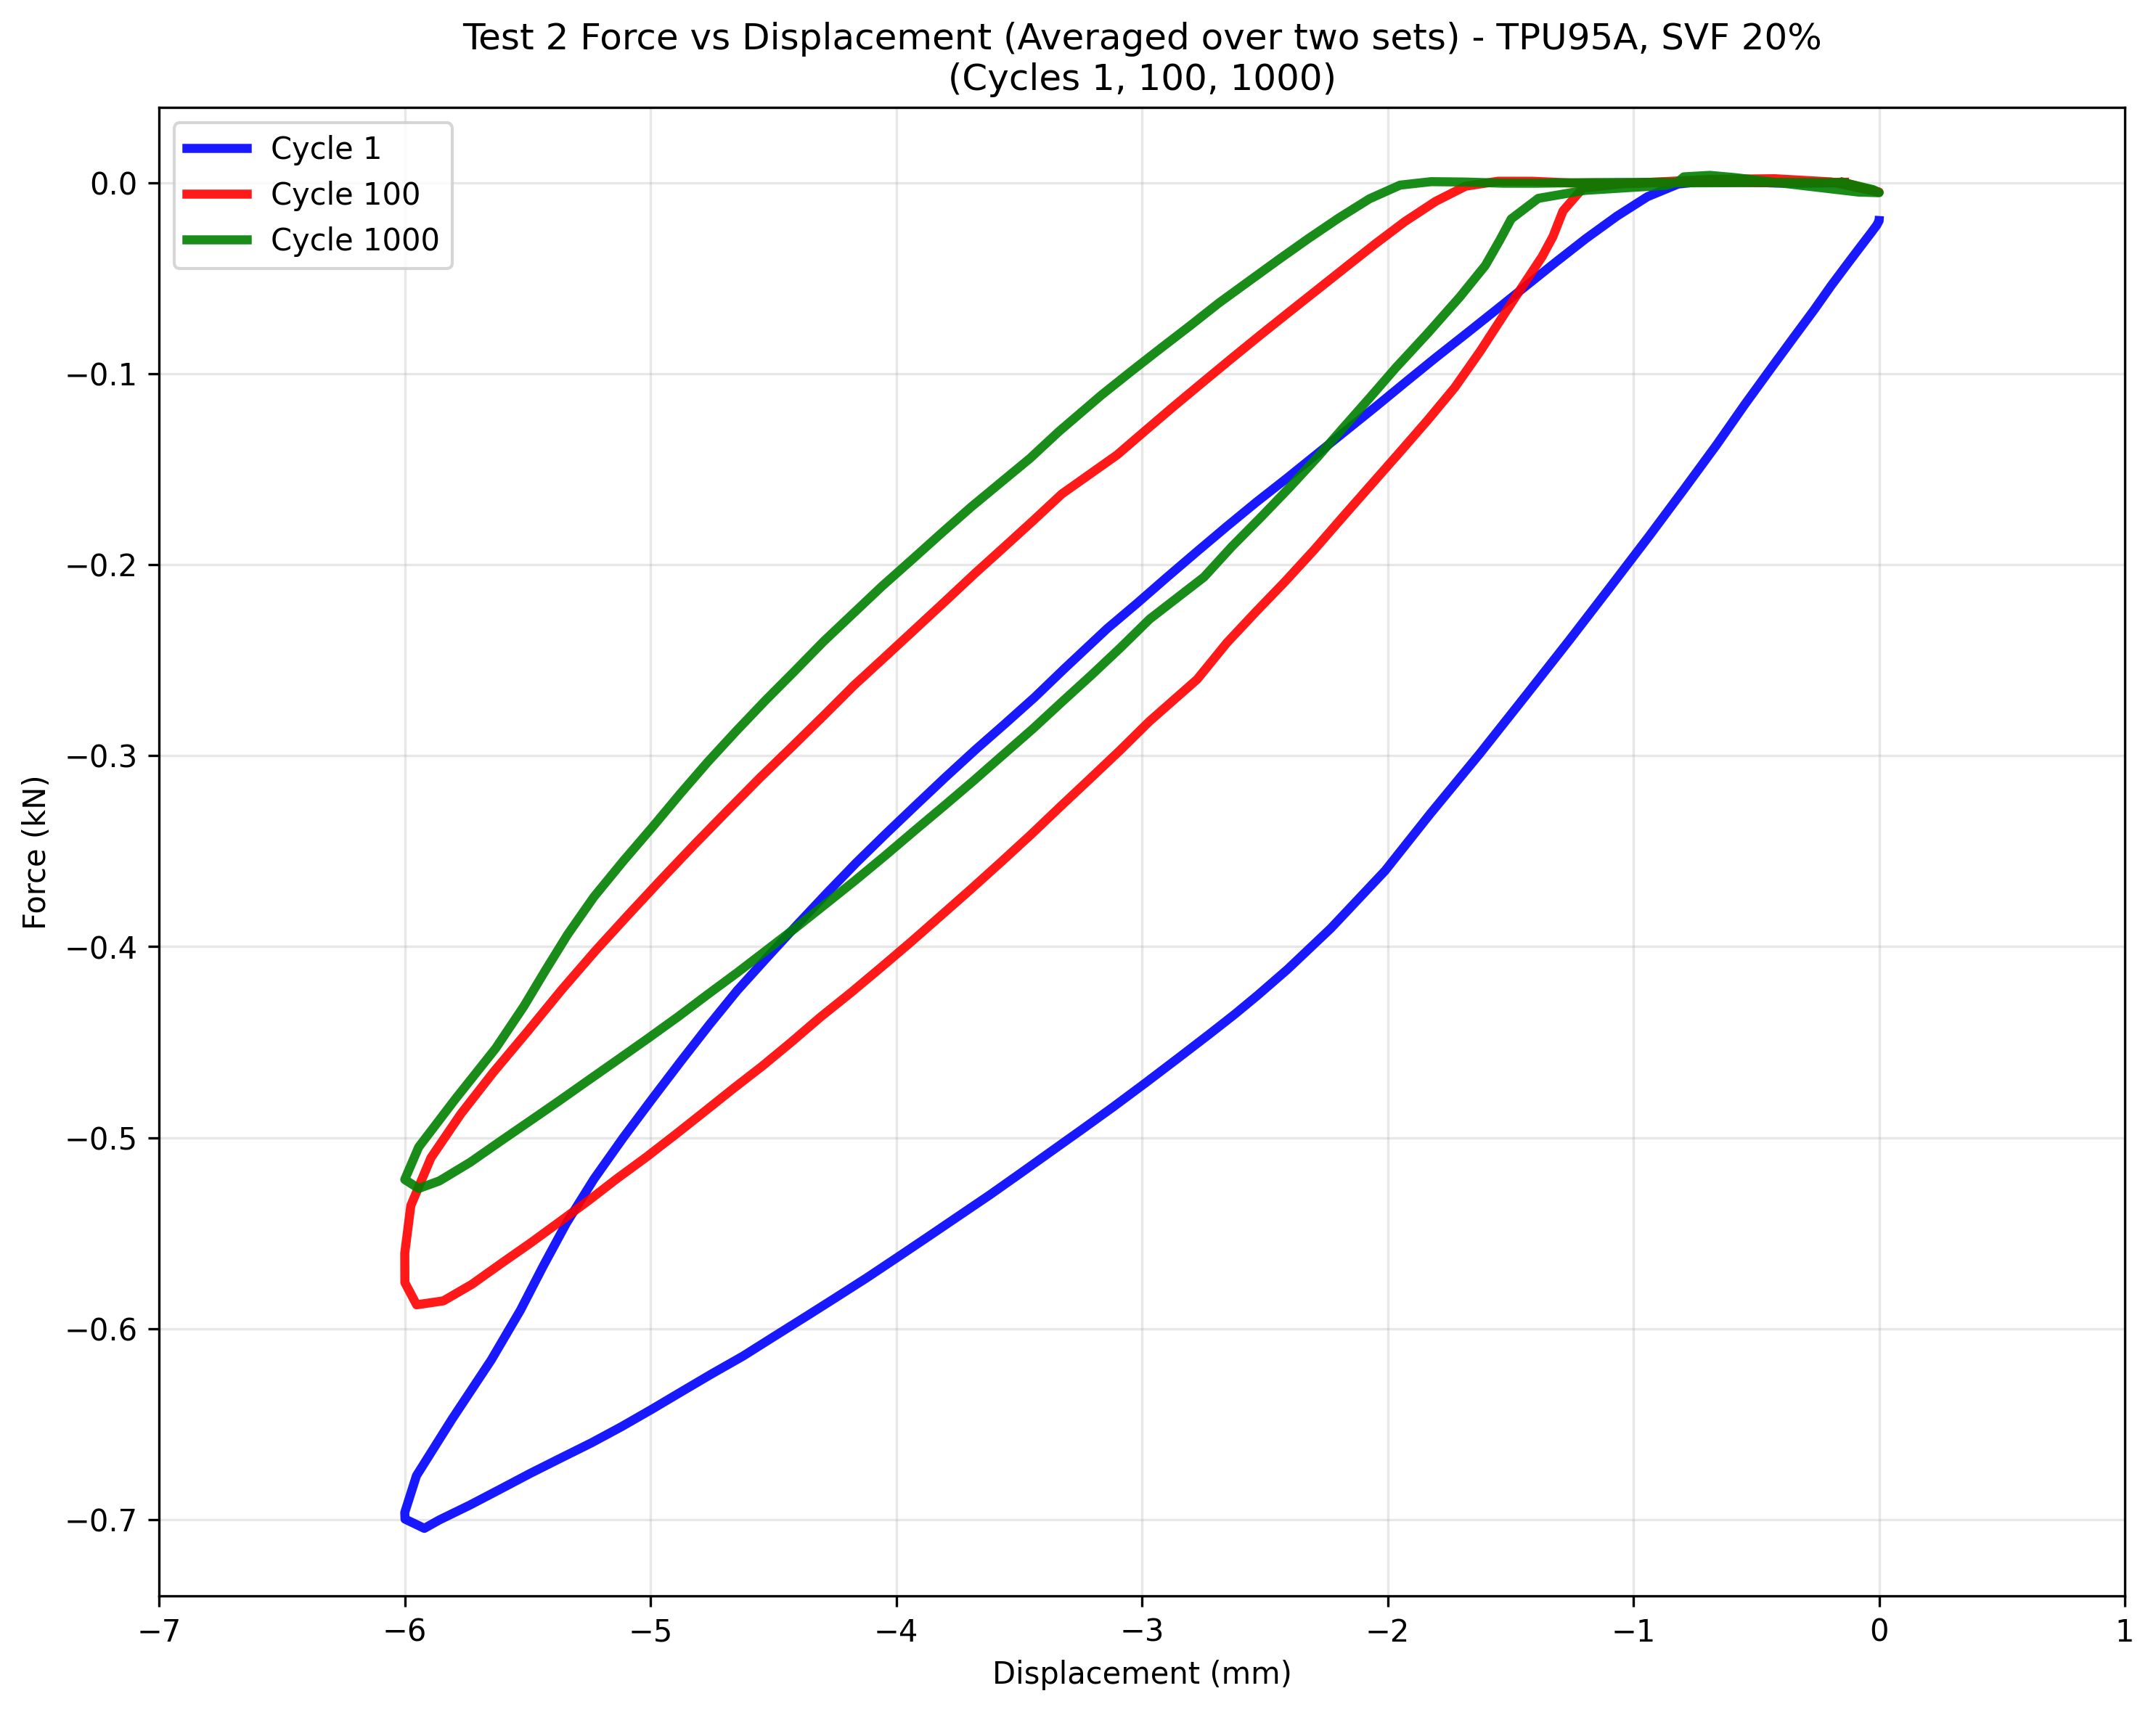 Test 2 Force vs Displacement (Averaged over two sets) - TPU95A, SVF 20%
(Cycles 1, 100, 1000)
Cycle 1
Cycle 100
Cycle 1000
0.0
−0.1
−0.2
−0.3
−0.4
−0.5
−0.6
−0.7
Force (kN)
−7 −6 −5 −4 −3 −2 −1 0 1
Displacement (mm)